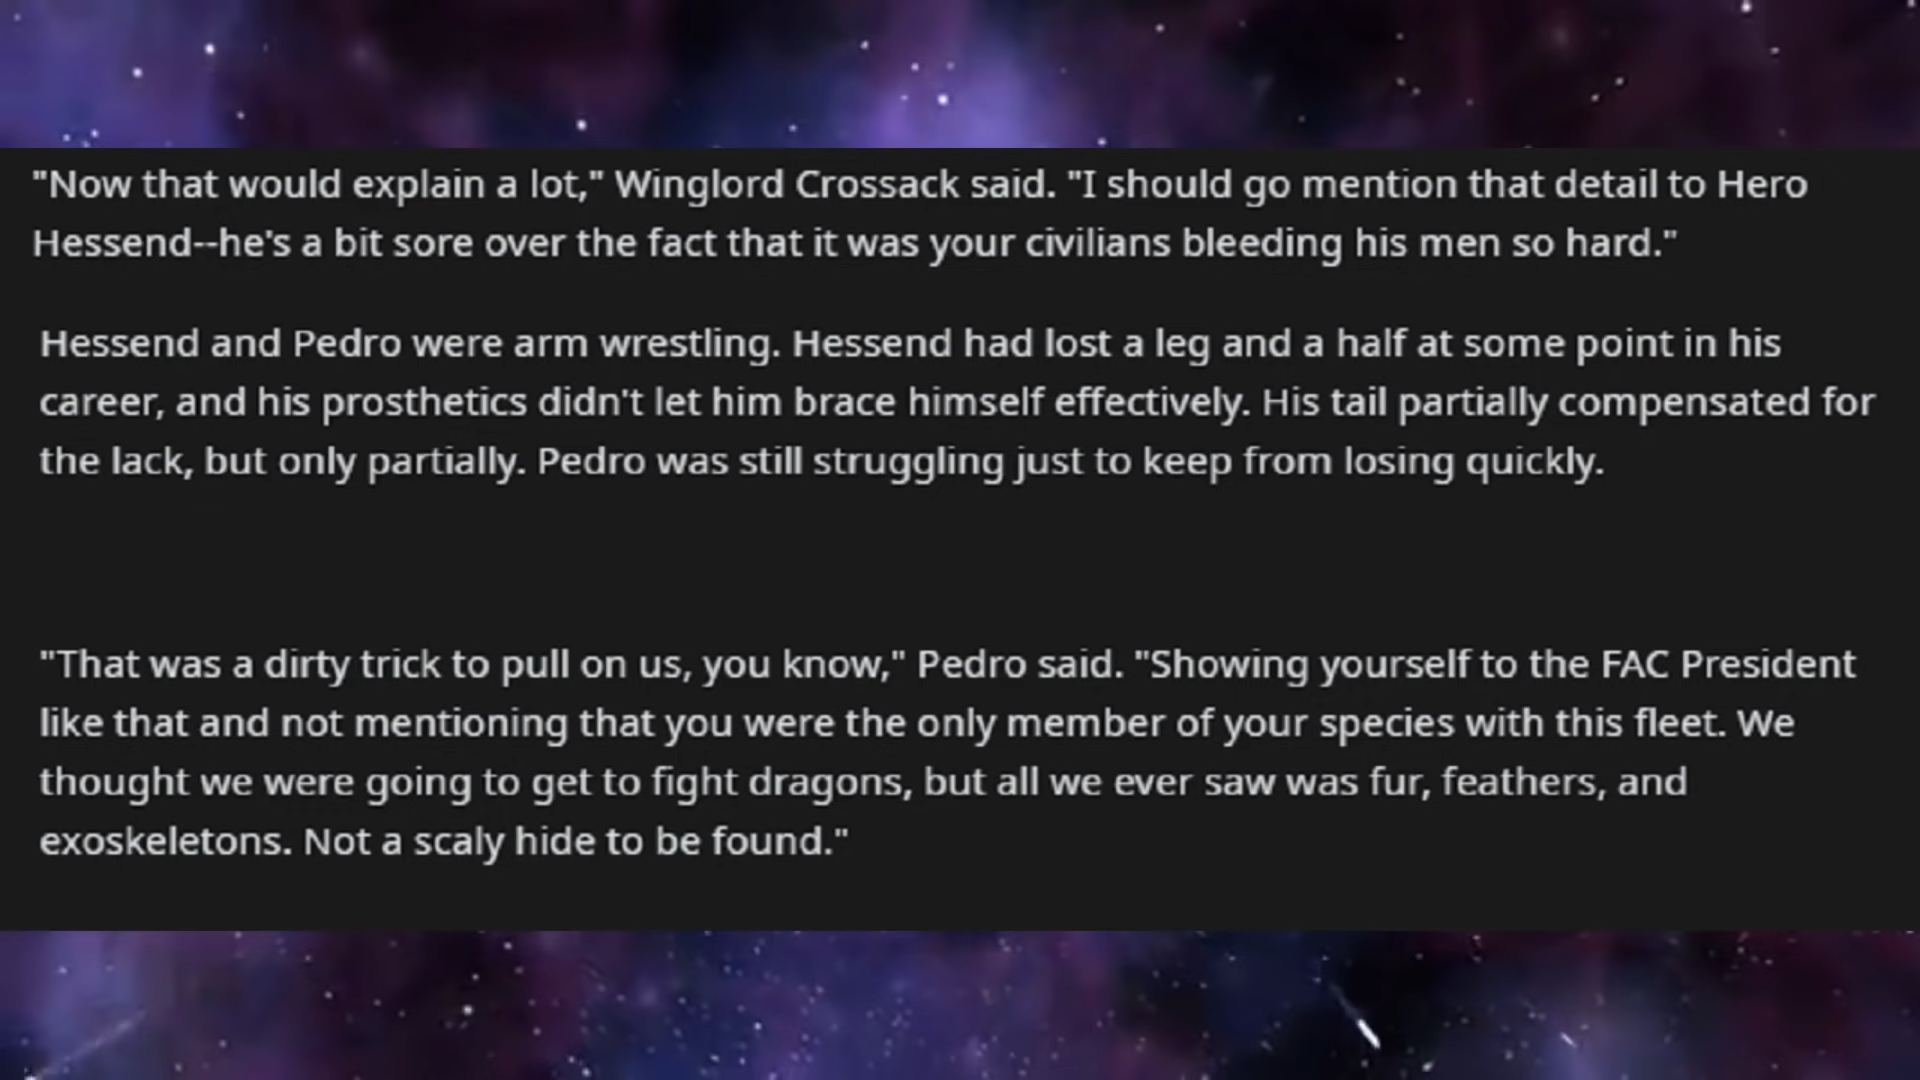 "Now that would explain a lot," Winglord Crossack said. "I should go mention that detail to Hero
Hessend--he's a bit sore over the fact that it was your civilians bleeding his men so hard."
Hessend and Pedro were arm wrestling. Hessend had lost a leg and a half at some point in his
career, and his prosthetics didn't let him brace himself effectively. His tail partially compensated for
the lack, but only partially. Pedro was still struggling just to keep from losing quickly.
"That was a dirty trick to pull on us, you know," Pedro said. "Showing yourself to the FAC President
like that and not mentioning that you were the only member of your species with this fleet. We
thought we were going to get to fight dragons, but all we ever saw was fur, feathers, and
exoskeletons. Not a scaly hide to be found."